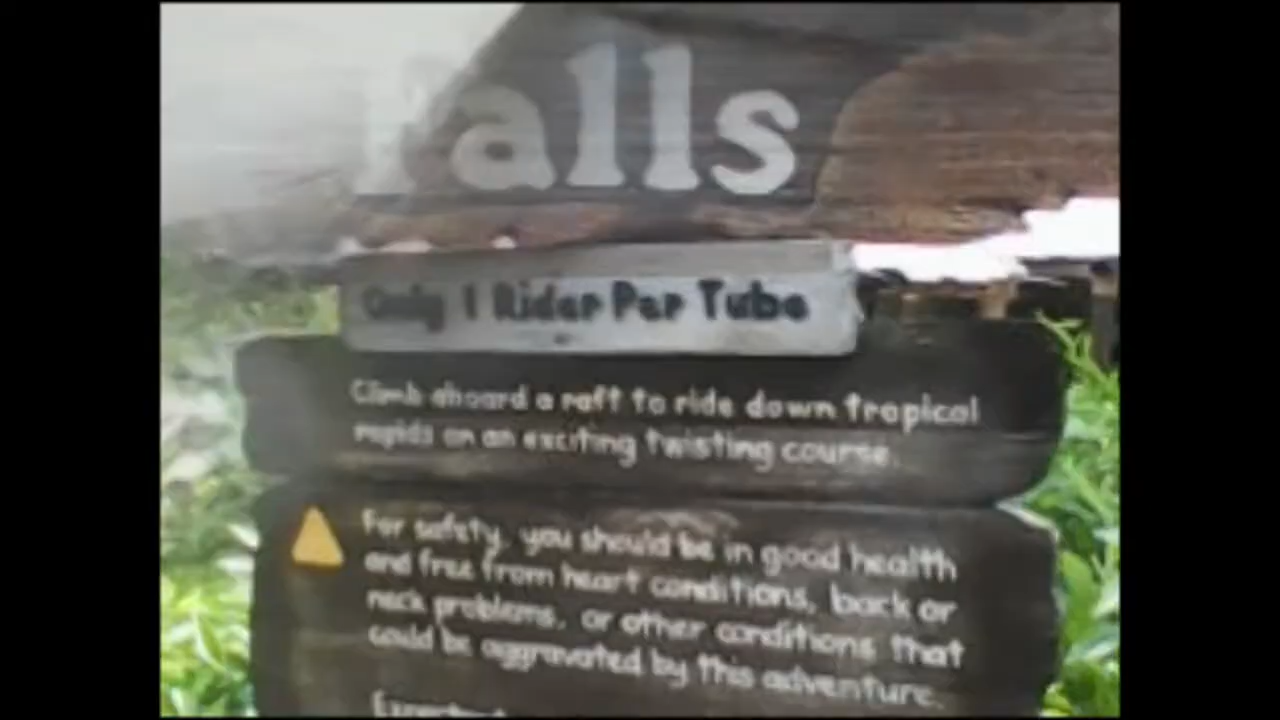 Falls
Only 1 Rider Per Tube
Climb aboard a raft to ride down tropical
rapids on an exciting twisting course.
For safety, you should be in good health
and free from heart conditions, back or
neck problems, or other conditions that
could be aggravated by this adventure.